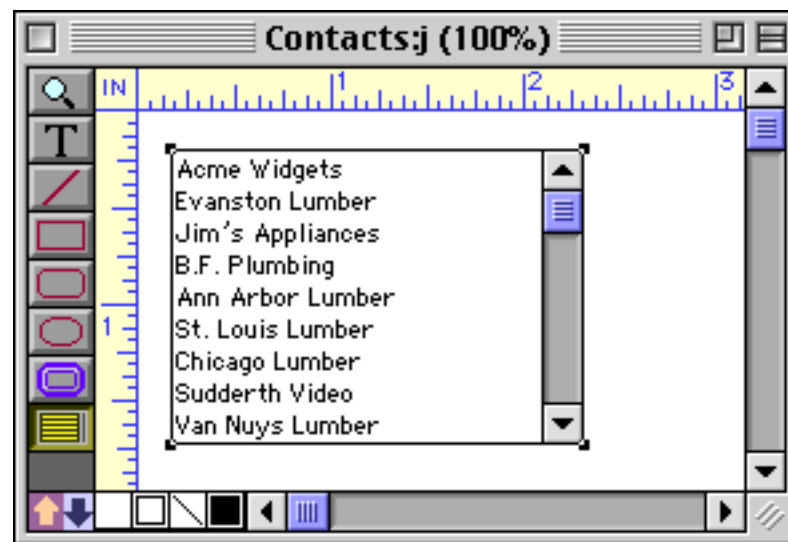 Contacts:j (100%)
IN 1 2 3
T
Acme Widgets
Evanston Lumber
Jim's Appliances
B.F. Plumbing
Ann Arbor Lumber
1
St. Louis Lumber
Chicago Lumber
Sudderth Video
Van Nuys Lumber